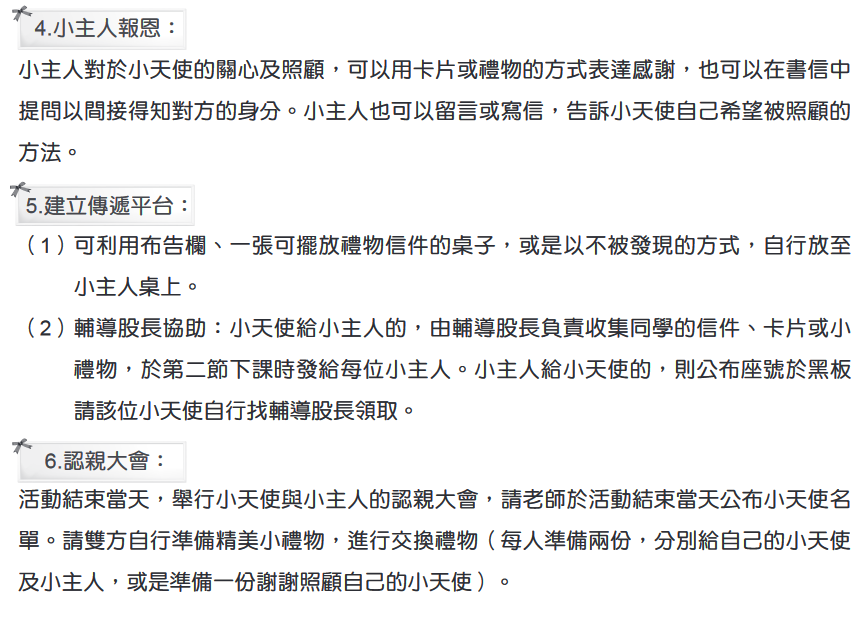 4.小主人報恩：
小主人對於小天使的關心及照顧，可以用卡片或禮物的方式表達感謝，也可以在書信中
提問以間接得知對方的身分。小主人也可以留言或寫信，告訴小天使自己希望被照顧的
方法。
5.建立傳遞平台：
（1）可利用布告欄、一張可擺放禮物信件的桌子，或是以不被發現的方式，自行放至
小主人桌上。
（2）輔導股長協助：小天使給小主人的，由輔導股長負責收集同學的信件、卡片或小
禮物，於第二節下課時發給每位小主人。小主人給小天使的，則公布座號於黑板
請該位小天使自行找輔導股長領取。
6.認親大會：
活動結束當天，舉行小天使與小主人的認親大會，請老師於活動結束當天公布小天使名
單。請雙方自行準備精美小禮物，進行交換禮物（每人準備兩份，分別給自己的小天使
及小主人，或是準備一份謝謝照顧自己的小天使）。